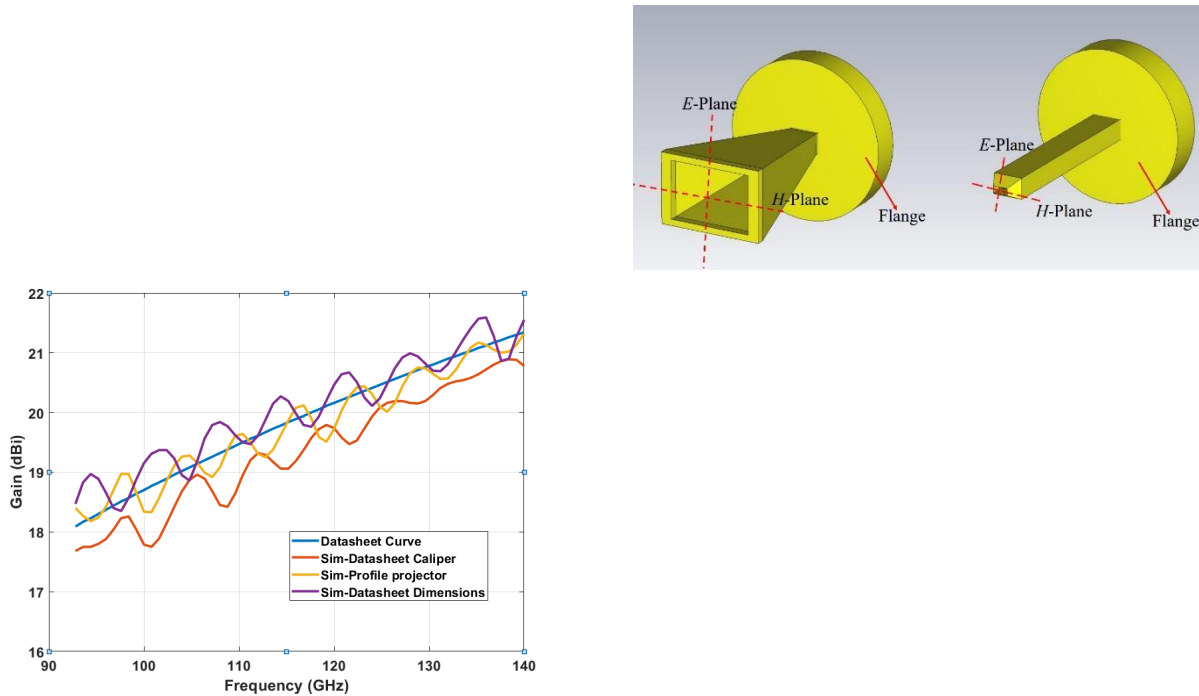 E-Plane
H-Plane
Flange
E-Plane
H-Plane
Flange
22
21
20
19
18
17
16
Gain (dBi)
Datasheet Curve
Sim-Datasheet Caliper
Sim-Profile projector
Sim-Datasheet Dimensions
90 100 110 120 130 140
Frequency (GHz)